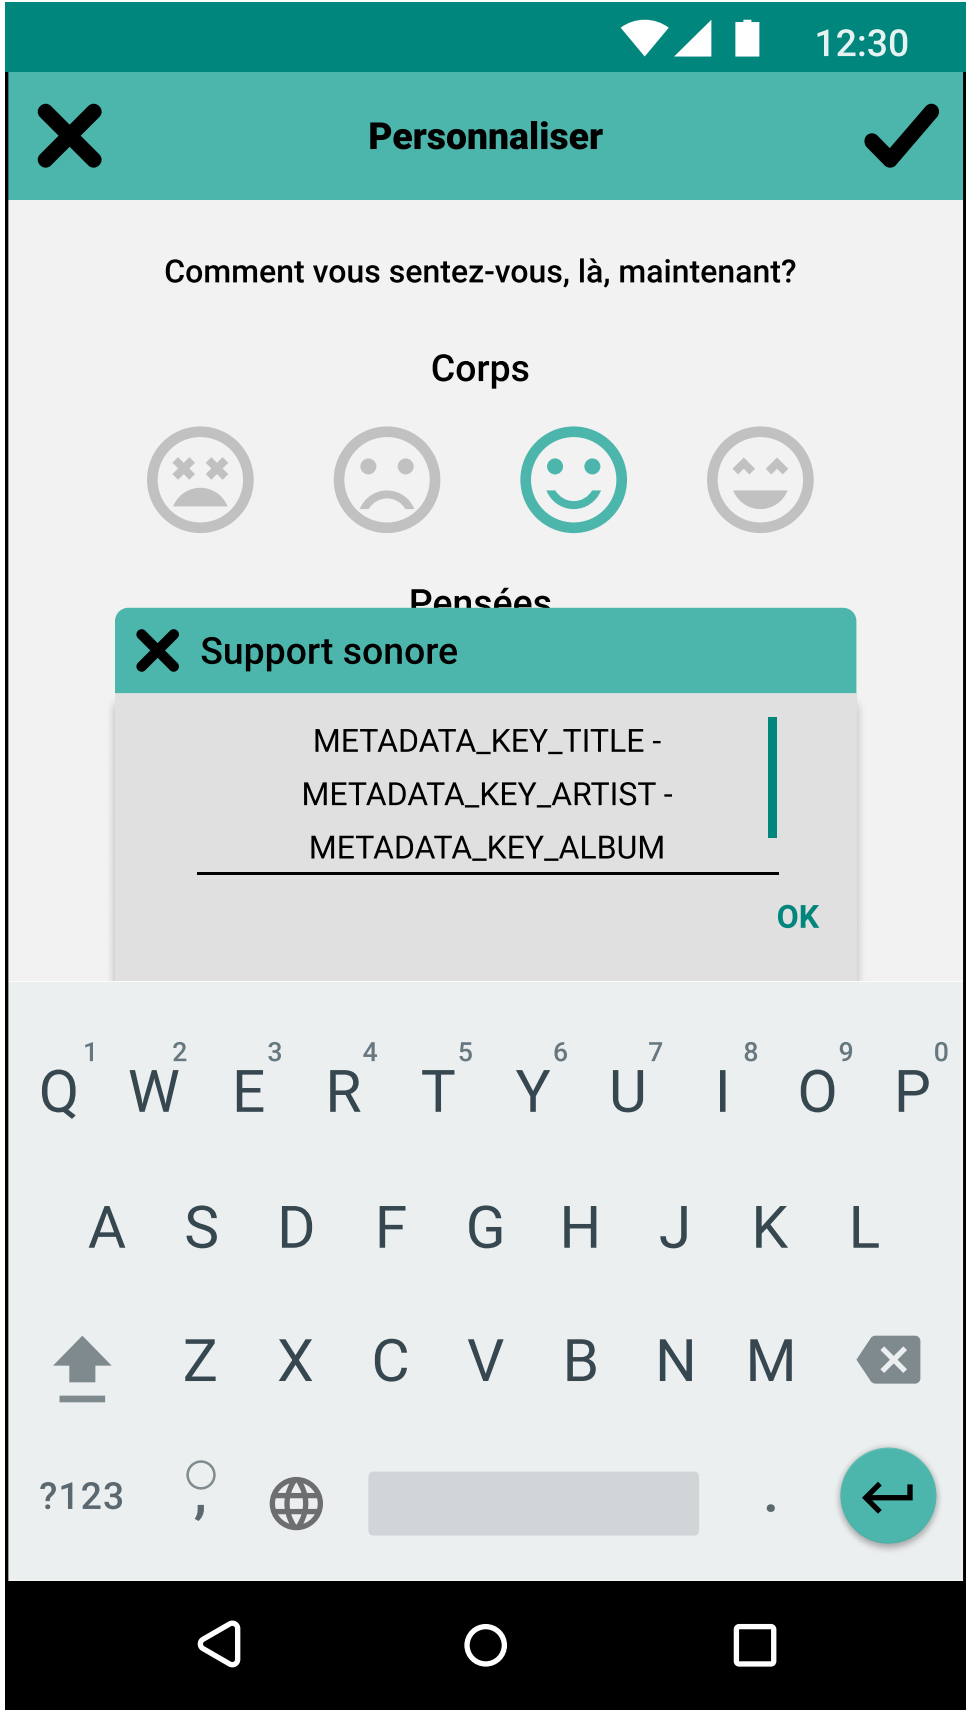 12:30
Personnaliser
Comment vous sentez-vous, là, maintenant?
Corps
Pensées
Support sonore
METADATA_KEY_TITLE -
METADATA_KEY_ARTIST -
METADATA_KEY_ALBUM
OK
1 2 3 4 5 6 7 8 9 0
Q W E R T Y U I O P
A S D F G H J K L
Z X C V B N M
?123 , .